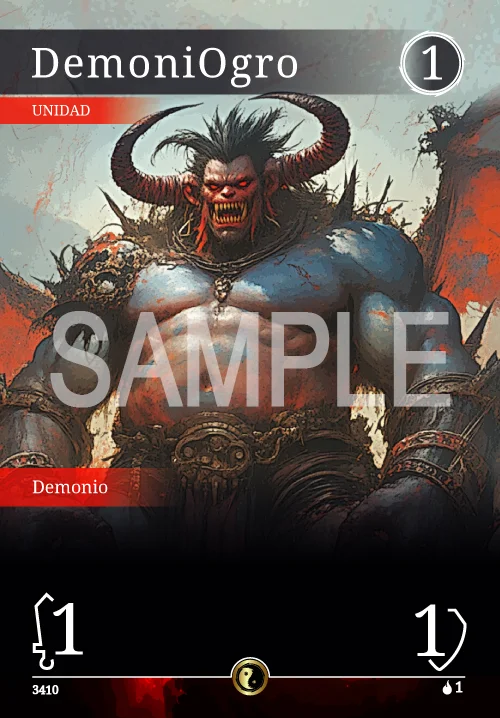 DemoniOgro 1
UNIDAD
SAMPLE
Demonio
1 1
3410 1